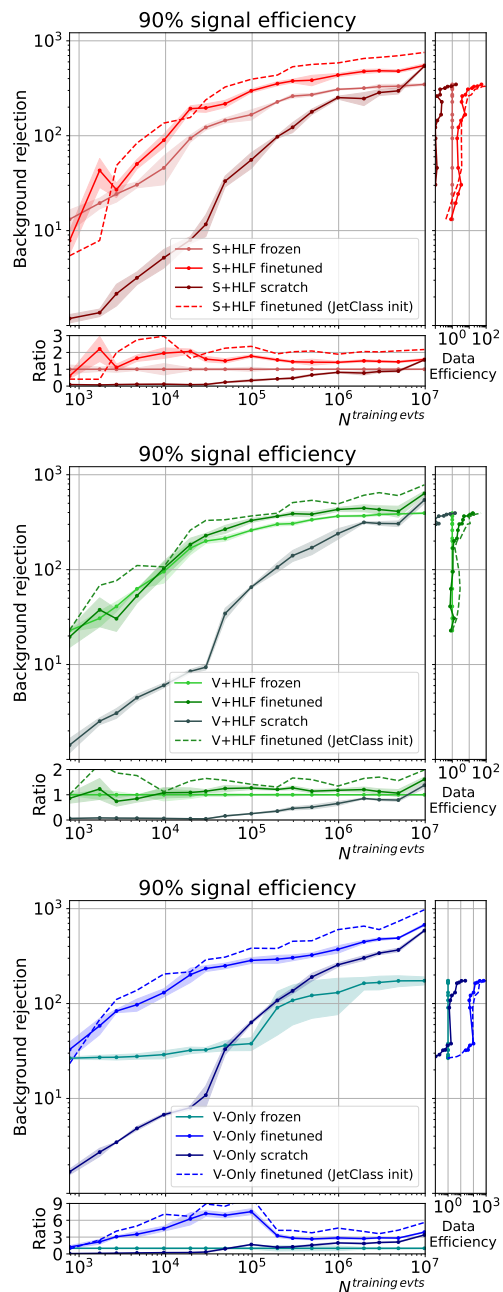 90% signal efficiency
10³
10²
10¹
Background rejection
S+HLF frozen
S+HLF finetuned
S+HLF scratch
S+HLF finetuned (JetClass init)
3
2
1
0
Ratio
10³ 10⁴ 10⁵ 10⁶ 10⁷
N^training evts
10⁰ 10²
Data
Efficiency
90% signal efficiency
10³
10²
10¹
Background rejection
V+HLF frozen
V+HLF finetuned
V+HLF scratch
V+HLF finetuned (JetClass init)
2
1
0
Ratio
10³ 10⁴ 10⁵ 10⁶ 10⁷
N^training evts
10⁰ 10²
Data
Efficiency
90% signal efficiency
10³
10²
10¹
Background rejection
V-Only frozen
V-Only finetuned
V-Only scratch
V-Only finetuned (JetClass init)
9
6
3
0
Ratio
10³ 10⁴ 10⁵ 10⁶ 10⁷
N^training evts
10⁰ 10³
Data
Efficiency